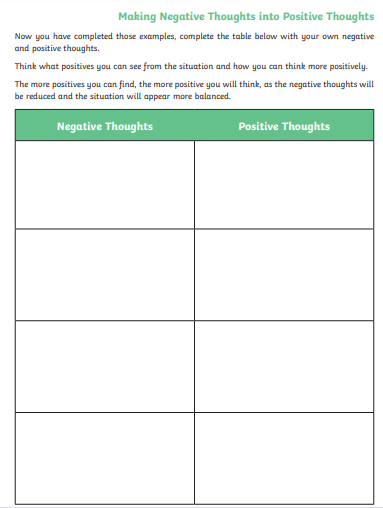 Making Negative Thoughts into Positive Thoughts
Now you have completed those examples, complete the table below with your own negative
and positive thoughts.
Think what positives you can see from the situation and how you can think more positively.
The more positives you can find, the more positive you will think, as the negative thoughts will
be reduced and the situation will appear more balanced.
Negative Thoughts
Positive Thoughts